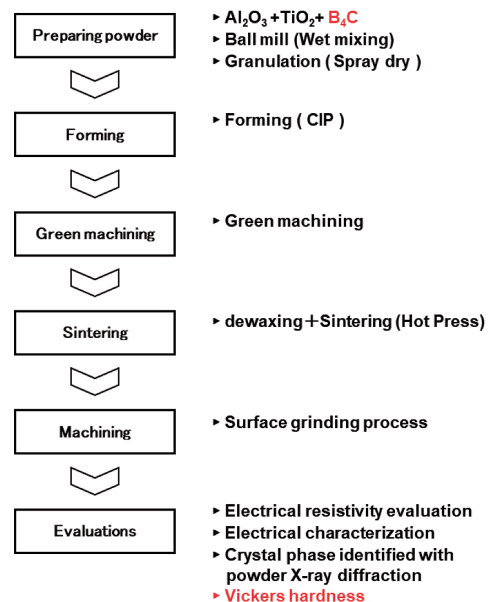 Preparing powder
▸ Al₂O₃ +TiO₂+ B₄C
▸ Ball mill (Wet mixing)
▸ Granulation ( Spray dry )
Forming
▸ Forming ( CIP )
Green machining
▸ Green machining
Sintering
▸ dewaxing＋Sintering (Hot Press)
Machining
▸ Surface grinding process
Evaluations
▸ Electrical resistivity evaluation
▸ Electrical characterization
▸ Crystal phase identified with
powder X-ray diffraction
▸ Vickers hardness